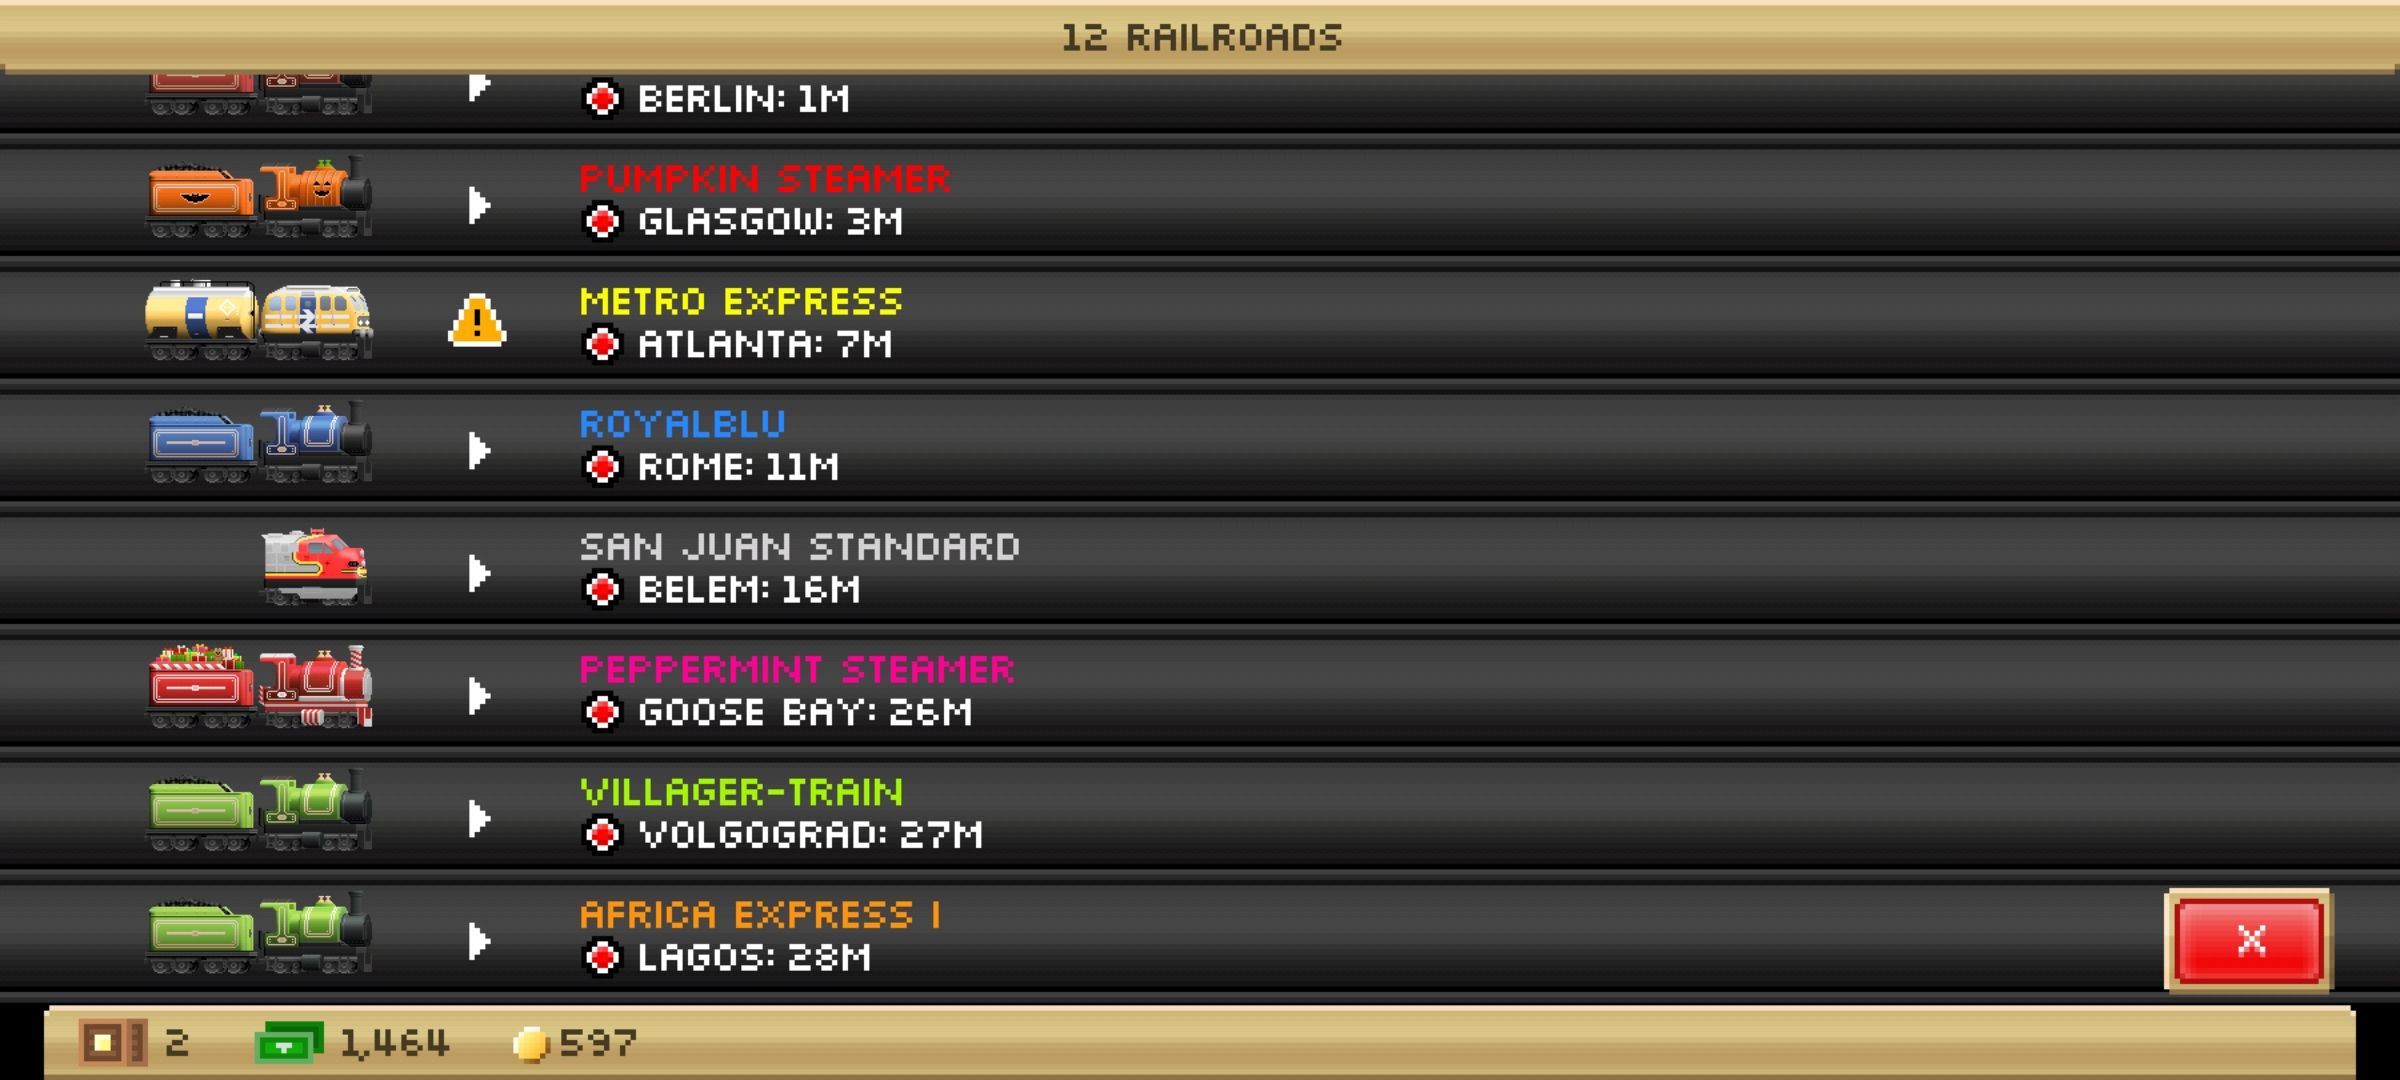 12 RAILROADS
BERLIN: 1M
PUMPKIN STEAMER
GLASGOW: 3M
METRO EXPRESS
ATLANTA: 7M
ROYALBLU
ROME: 11M
SAN JUAN STANDARD
BELEM: 16M
PEPPERMINT STEAMER
GOOSE BAY: 26M
VILLAGER-TRAIN
VOLGOGRAD: 27M
AFRICA EXPRESS I
LAGOS: 28M
X
2 1,464 597